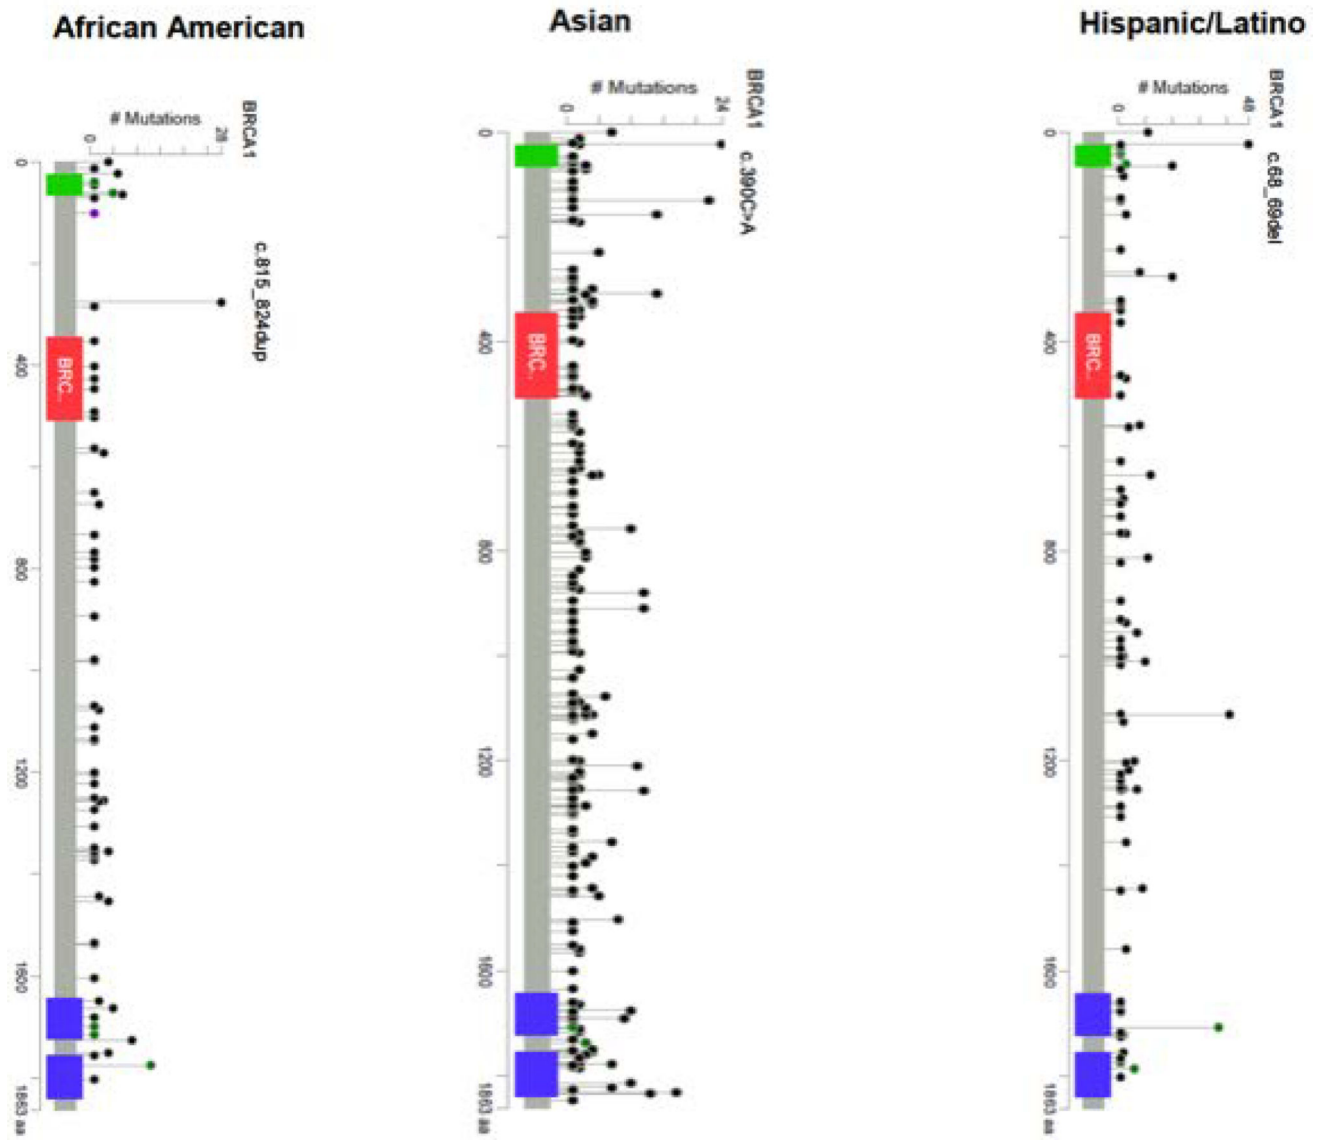 African American
BRCA1
# Mutations
0
28
c.815_824dup
0
400
BRC..
800
1200
1600
1863 aa
Asian
BRCA1
# Mutations
0
24
c.390C>A
0
400
BRC..
800
1200
1600
1863 aa
Hispanic/Latino
BRCA1
# Mutations
0
48
c.68_69del
0
400
BRC..
800
1200
1600
1863 aa